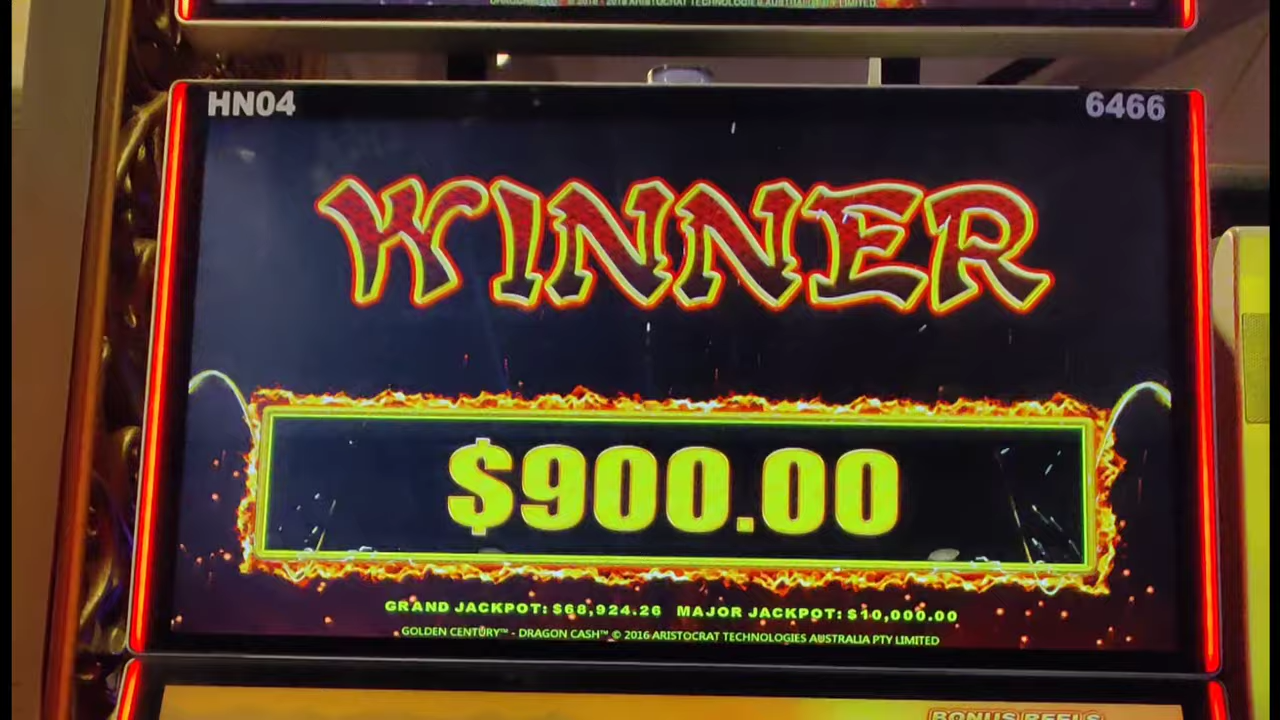 HN04 6466
WINNER
$900.00
GRAND JACKPOT: $68,924.26 MAJOR JACKPOT: $10,000.00
GOLDEN CENTURY™ - DRAGON CASH™ © 2016 ARISTOCRAT TECHNOLOGIES AUSTRALIA PTY LIMITED
BONUS REELS